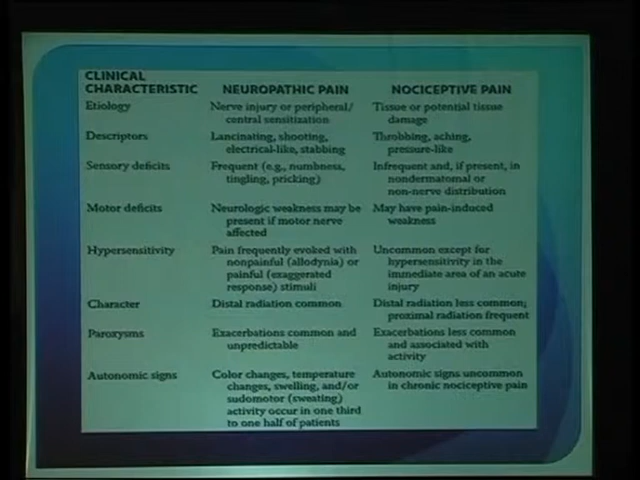 CLINICAL
CHARACTERISTIC NEUROPATHIC PAIN NOCICEPTIVE PAIN
Etiology Nerve injury or peripheral/ Tissue or potential tissue
central sensitization damage
Descriptors Lancinating, shooting, Throbbing, aching,
electrical-like, stabbing pressure-like
Sensory deficits Frequent (e.g., numbness, Infrequent and, if present, in
tingling, pricking) nondermatomal or
non-nerve distribution
Motor deficits Neurologic weakness may be May have pain-induced
present if motor nerve weakness
affected
Hypersensitivity Pain frequently evoked with Uncommon except for
nonpainful (allodynia) or hypersensitivity in the
painful (exaggerated immediate area of an acute
response) stimuli injury
Character Distal radiation common Distal radiation less common;
proximal radiation frequent
Paroxysms Exacerbations common and Exacerbations less common
unpredictable and associated with
activity
Autonomic signs Color changes, temperature Autonomic signs uncommon
changes, swelling, and/or in chronic nociceptive pain
sudomotor (sweating)
activity occur in one third
to one half of patients